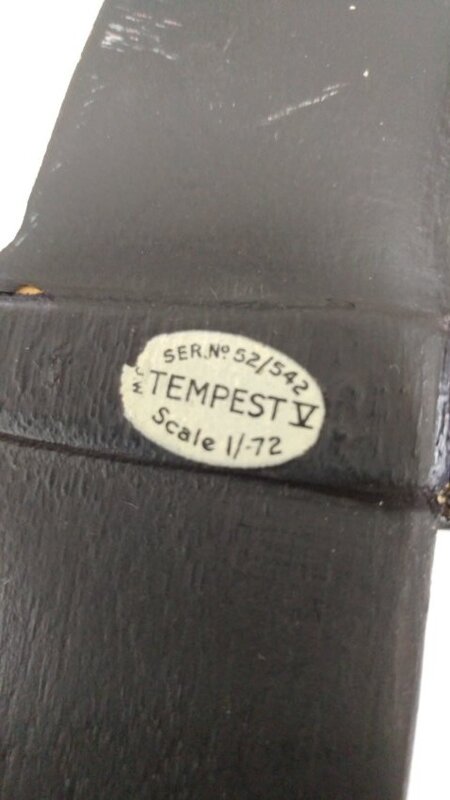 SER. Nº 52/542
J.W.
TEMPEST V
Scale 1/-72